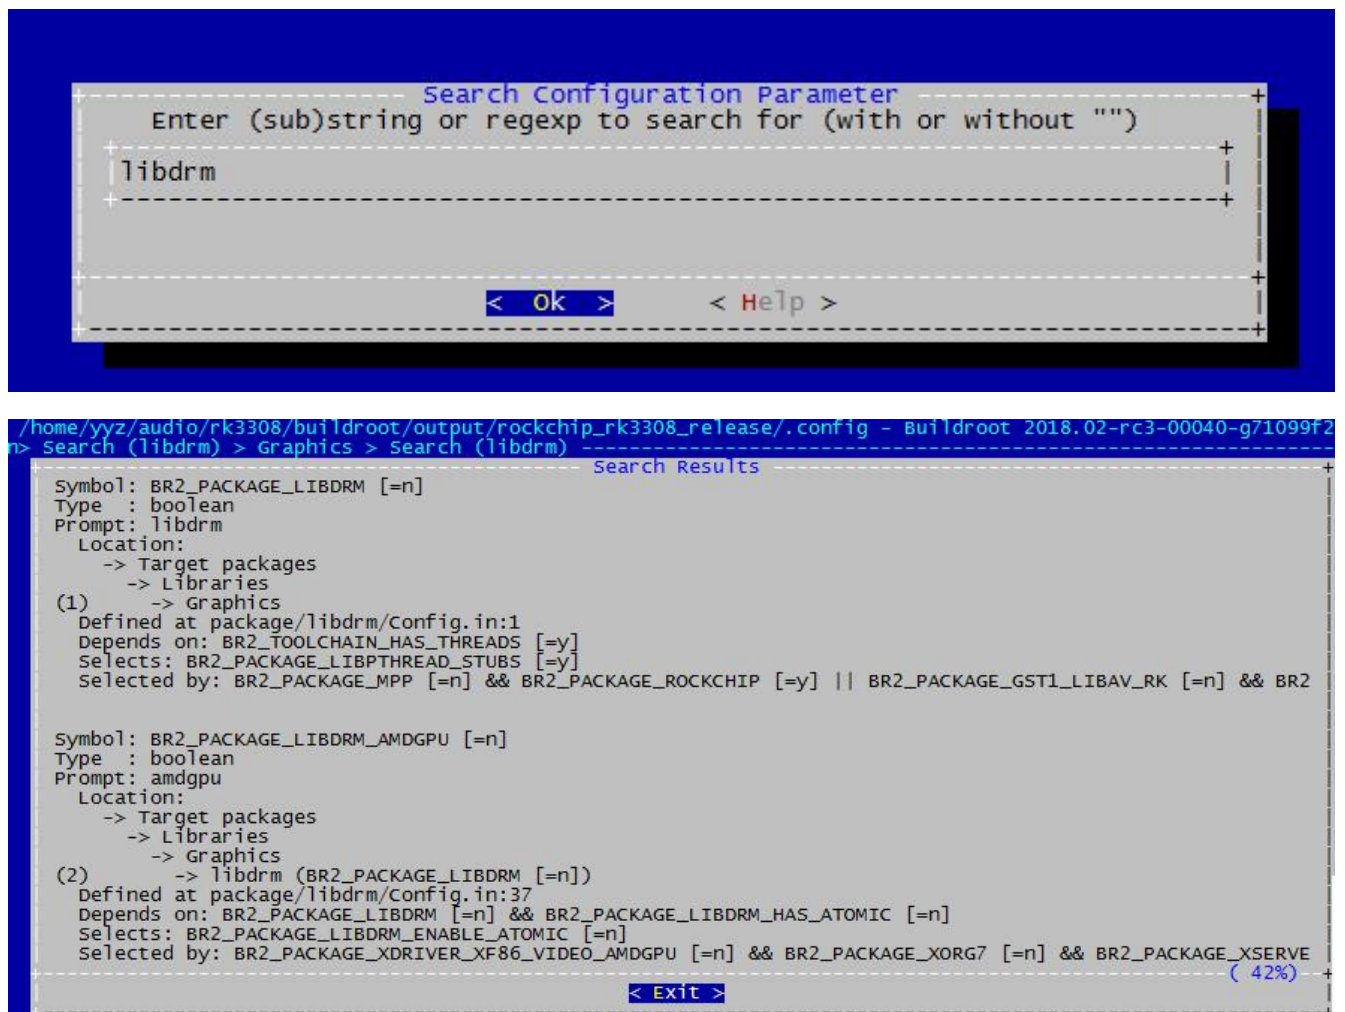 Search Configuration Parameter
Enter (sub)string or regexp to search for (with or without "")
libdrm
< Ok > < Help >
/home/yyz/audio/rk3308/buildroot/output/rockchip_rk3308_release/.config - Buildroot 2018.02-rc3-00040-g71099f2
n> Search (libdrm) > Graphics > Search (libdrm)
Search Results
Symbol: BR2_PACKAGE_LIBDRM [=n]
Type : boolean
Prompt: libdrm
Location:
-> Target packages
-> Libraries
(1) -> Graphics
Defined at package/libdrm/Config.in:1
Depends on: BR2_TOOLCHAIN_HAS_THREADS [=y]
Selects: BR2_PACKAGE_LIBPTHREAD_STUBS [=y]
Selected by: BR2_PACKAGE_MPP [=n] && BR2_PACKAGE_ROCKCHIP [=y] || BR2_PACKAGE_GST1_LIBAV_RK [=n] && BR2
Symbol: BR2_PACKAGE_LIBDRM_AMDGPU [=n]
Type : boolean
Prompt: amdgpu
Location:
-> Target packages
-> Libraries
-> Graphics
(2) -> libdrm (BR2_PACKAGE_LIBDRM [=n])
Defined at package/libdrm/Config.in:37
Depends on: BR2_PACKAGE_LIBDRM [=n] && BR2_PACKAGE_LIBDRM_HAS_ATOMIC [=n]
Selects: BR2_PACKAGE_LIBDRM_ENABLE_ATOMIC [=n]
Selected by: BR2_PACKAGE_XDRIVER_XF86_VIDEO_AMDGPU [=n] && BR2_PACKAGE_XORG7 [=n] && BR2_PACKAGE_XSERVE
( 42%)
< Exit >